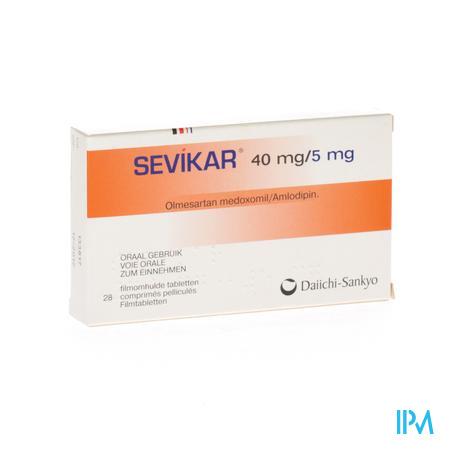 SEVÍKAR® 40 mg/5 mg
Olmesartan medoxomil/Amlodipin.
ORAAL GEBRUIK
VOIE ORALE
ZUM EINNEHMEN
28 filmomhulde tabletten
comprimés pelliculés
Filmtabletten
Daiichi-Sankyo
IPM